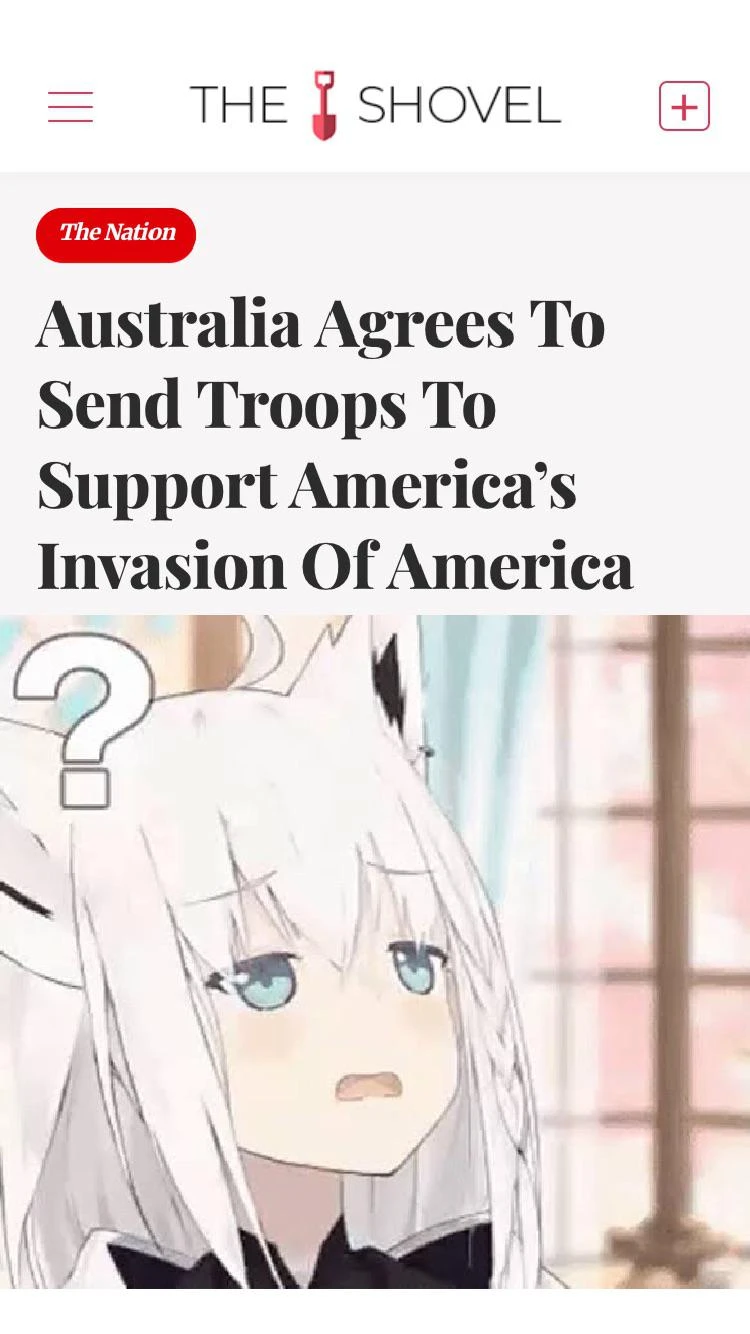 THE SHOVEL
The Nation
Australia Agrees To
Send Troops To
Support America’s
Invasion Of America
?